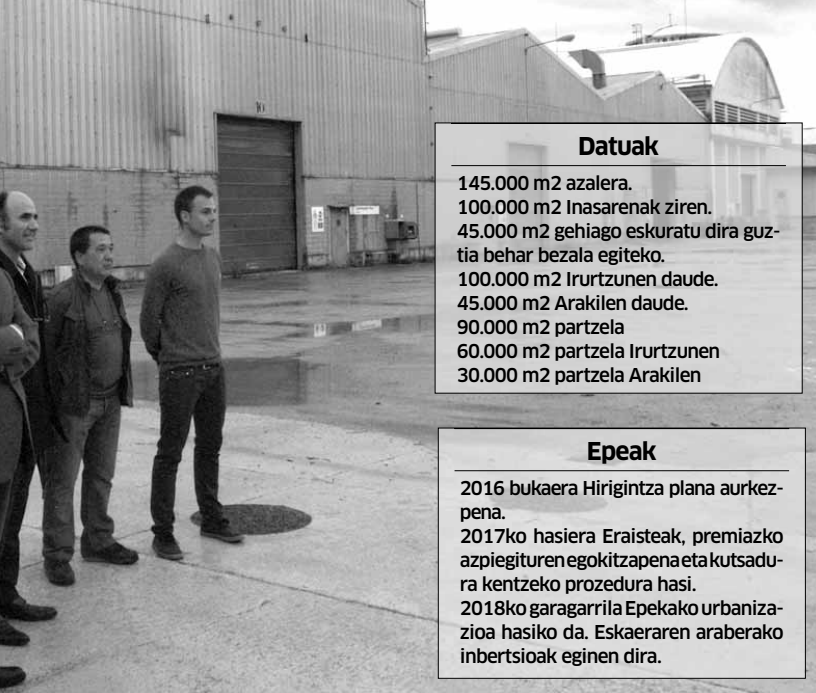 10
Datuak
145.000 m2 azalera.
100.000 m2 Inasarenak ziren.
45.000 m2 gehiago eskuratu dira guz-
tia behar bezala egiteko.
100.000 m2 Irurtzunen daude.
45.000 m2 Arakilen daude.
90.000 m2 partzela
60.000 m2 partzela Irurtzunen
30.000 m2 partzela Arakilen
Epeak
2016 bukaera Hirigintza plana aurkez-
pena.
2017ko hasiera Eraisteak, premiazko
azpiegituren egokitzapena eta kutsadu-
ra kentzeko prozedura hasi.
2018ko garagarrila Epekako urbaniza-
zioa hasiko da. Eskaeraren araberako
inbertsioak eginen dira.